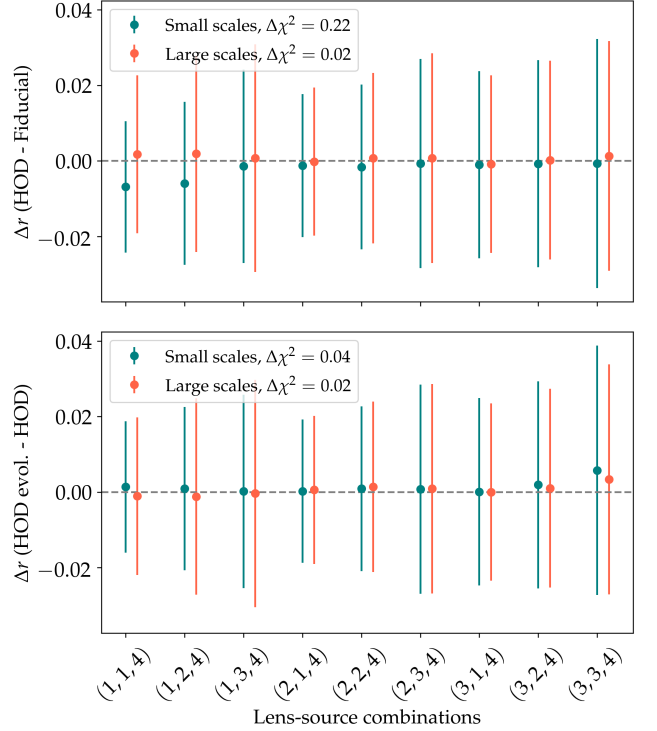 0.04
0.02
0.00
−0.02
Δr (HOD - Fiducial)
Small scales, Δχ² = 0.22
Large scales, Δχ² = 0.02
0.04
0.02
0.00
−0.02
Δr (HOD evol. - HOD)
Small scales, Δχ² = 0.04
Large scales, Δχ² = 0.02
(1, 1, 4)
(1, 2, 4)
(1, 3, 4)
(2, 1, 4)
(2, 2, 4)
(2, 3, 4)
(3, 1, 4)
(3, 2, 4)
(3, 3, 4)
Lens-source combinations